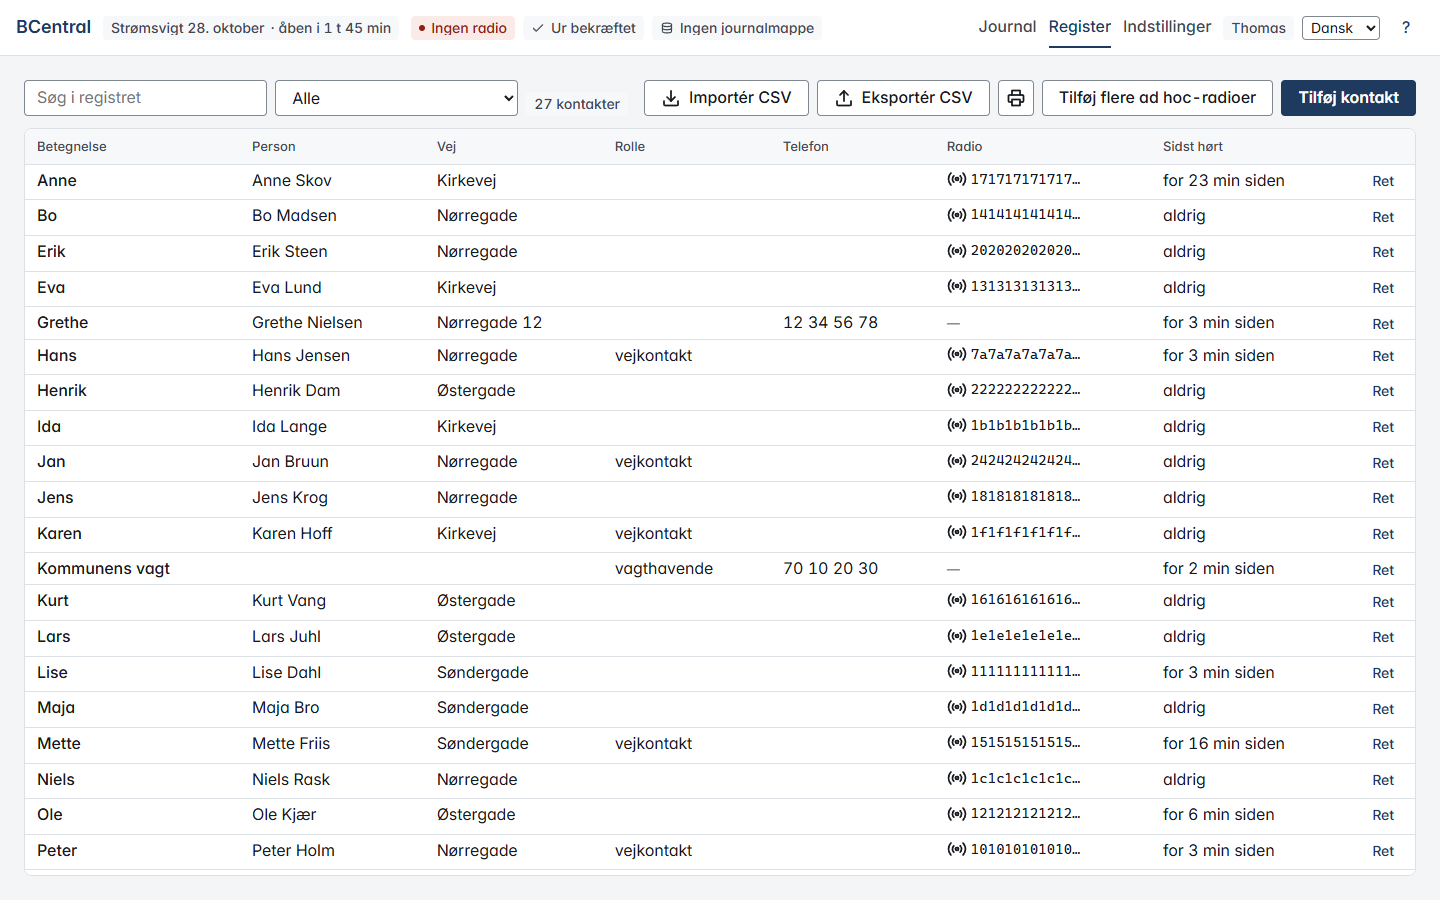 BCentral Strømsvigt 28. oktober · åben i 1 t 45 min Ingen radio Ur bekræftet Ingen journalmappe Journal Register Indstillinger Thomas Dansk ?
Søg i registret Alle 27 kontakter Importér CSV Eksportér CSV Tilføj flere ad hoc-radioer Tilføj kontakt
Betegnelse Person Vej Rolle Telefon Radio Sidst hørt
Anne Anne Skov Kirkevej 171717171717… for 23 min siden Ret
Bo Bo Madsen Nørregade 141414141414… aldrig Ret
Erik Erik Steen Nørregade 202020202020… aldrig Ret
Eva Eva Lund Kirkevej 131313131313… aldrig Ret
Grethe Grethe Nielsen Nørregade 12 12 34 56 78 — for 3 min siden Ret
Hans Hans Jensen Nørregade vejkontakt 7a7a7a7a7a7a… for 3 min siden Ret
Henrik Henrik Dam Østergade 222222222222… aldrig Ret
Ida Ida Lange Kirkevej 1b1b1b1b1b1b… aldrig Ret
Jan Jan Bruun Nørregade vejkontakt 242424242424… aldrig Ret
Jens Jens Krog Nørregade 181818181818… aldrig Ret
Karen Karen Hoff Kirkevej vejkontakt 1f1f1f1f1f1f… aldrig Ret
Kommunens vagt vagthavende 70 10 20 30 — for 2 min siden Ret
Kurt Kurt Vang Østergade 161616161616… aldrig Ret
Lars Lars Juhl Østergade 1e1e1e1e1e1e… aldrig Ret
Lise Lise Dahl Søndergade 111111111111… for 3 min siden Ret
Maja Maja Bro Søndergade 1d1d1d1d1d1d… aldrig Ret
Mette Mette Friis Søndergade vejkontakt 151515151515… for 16 min siden Ret
Niels Niels Rask Nørregade 1c1c1c1c1c1c… aldrig Ret
Ole Ole Kjær Østergade 121212121212… for 6 min siden Ret
Peter Peter Holm Nørregade vejkontakt 101010101010… for 3 min siden Ret